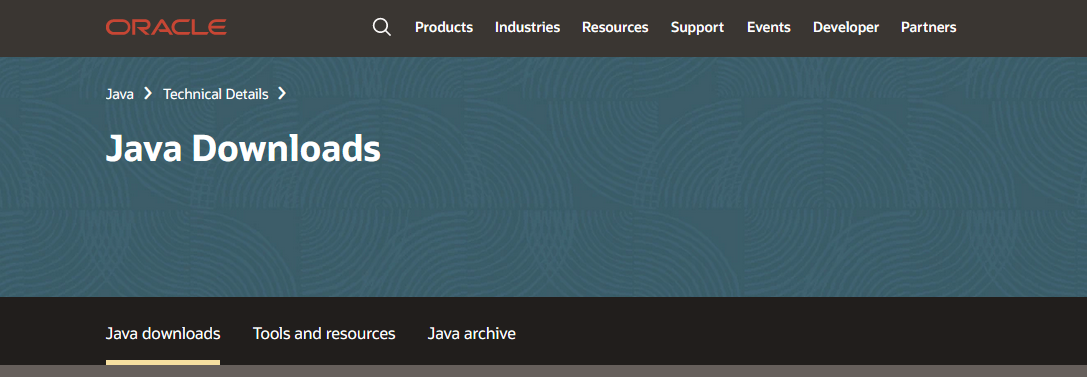 ORACLE Products Industries Resources Support Events Developer Partners
Java Technical Details
Java Downloads
Java downloads Tools and resources Java archive